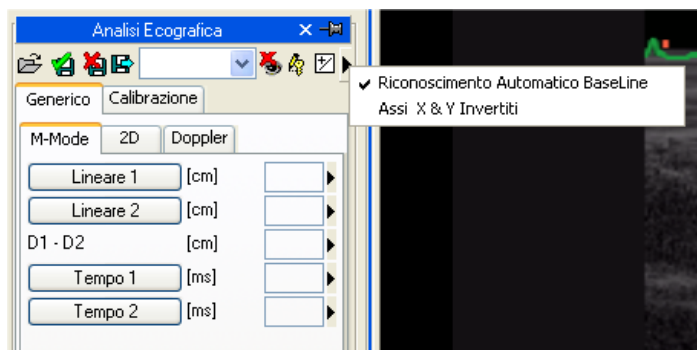 Analisi Ecografica
Riconoscimento Automatico BaseLine
Assi X & Y Invertiti
Generico Calibrazione
M-Mode 2D Doppler
Lineare 1 [cm]
Lineare 2 [cm]
D1 - D2 [cm]
Tempo 1 [ms]
Tempo 2 [ms]